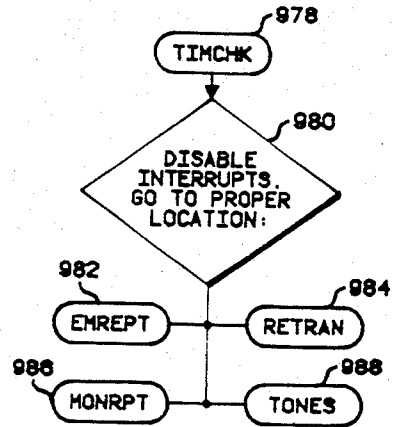 978
TIMCHK
980
DISABLE
INTERRUPTS.
GO TO PROPER
LOCATION:
982
984
EMREPT
RETRAN
986
988
MONRPT
TONES